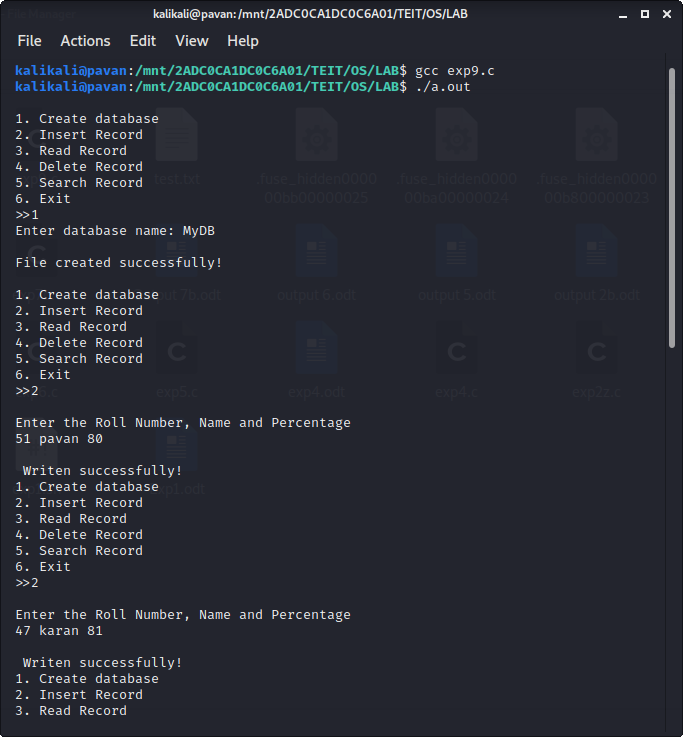 kalikali@pavan: /mnt/2ADC0CA1DC0C6A01/TEIT/OS/LAB
File Actions Edit View Help
kalikali@pavan:/mnt/2ADC0CA1DC0C6A01/TEIT/OS/LAB$ gcc exp9.c
kalikali@pavan:/mnt/2ADC0CA1DC0C6A01/TEIT/OS/LAB$ ./a.out
1. Create database
2. Insert Record
3. Read Record
4. Delete Record
5. Search Record
6. Exit
>>1
Enter database name: MyDB
File created successfully!
1. Create database
2. Insert Record
3. Read Record
4. Delete Record
5. Search Record
6. Exit
>>2
Enter the Roll Number, Name and Percentage
51 pavan 80
Writen successfully!
1. Create database
2. Insert Record
3. Read Record
4. Delete Record
5. Search Record
6. Exit
>>2
Enter the Roll Number, Name and Percentage
47 karan 81
Writen successfully!
1. Create database
2. Insert Record
3. Read Record